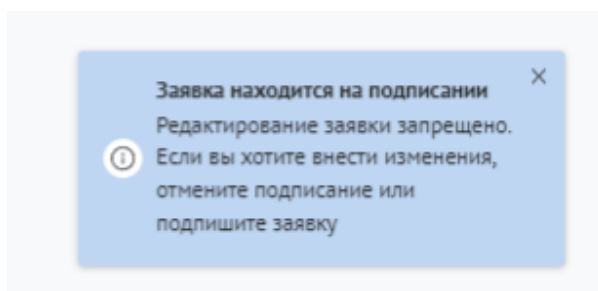 Заявка находится на подписании
Редактирование заявки запрещено.
Если вы хотите внести изменения,
отмените подписание или
подпишите заявку